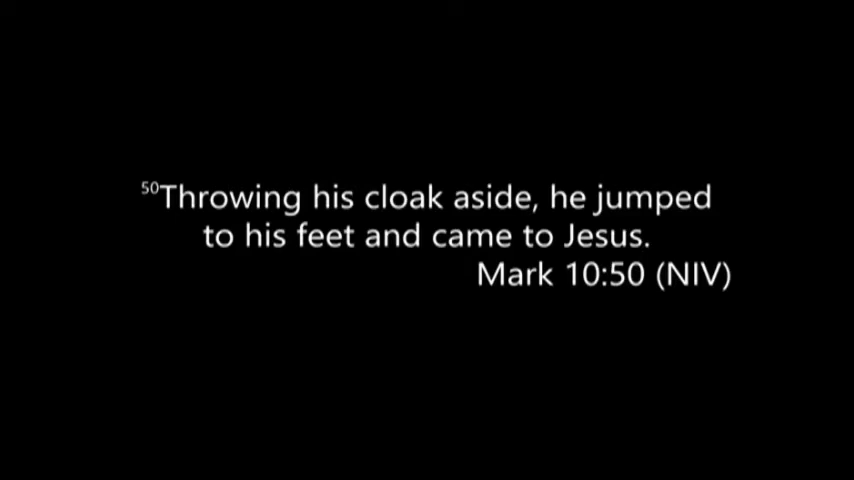 50Throwing his cloak aside, he jumped
to his feet and came to Jesus.
Mark 10:50 (NIV)